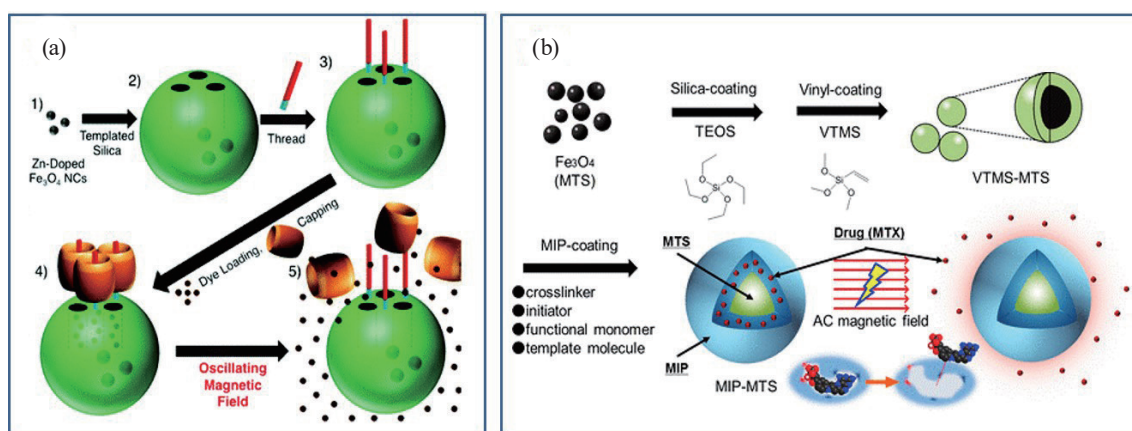 (a)
1)
2)
3)
Templated
Silica
Thread
Zn-Doped
Fe3O4 NCs
Dye Loading,
Capping
4)
5)
Oscillating
Magnetic
Field
(b)
Silica-coating
Vinyl-coating
TEOS
VTMS
Fe3O4
(MTS)
O
O
Si
O
O
O
Si
O
O
VTMS-MTS
MIP-coating
MTS
Drug (MTX)
crosslinker
initiator
functional monomer
template molecule
AC magnetic field
MIP
MIP-MTS